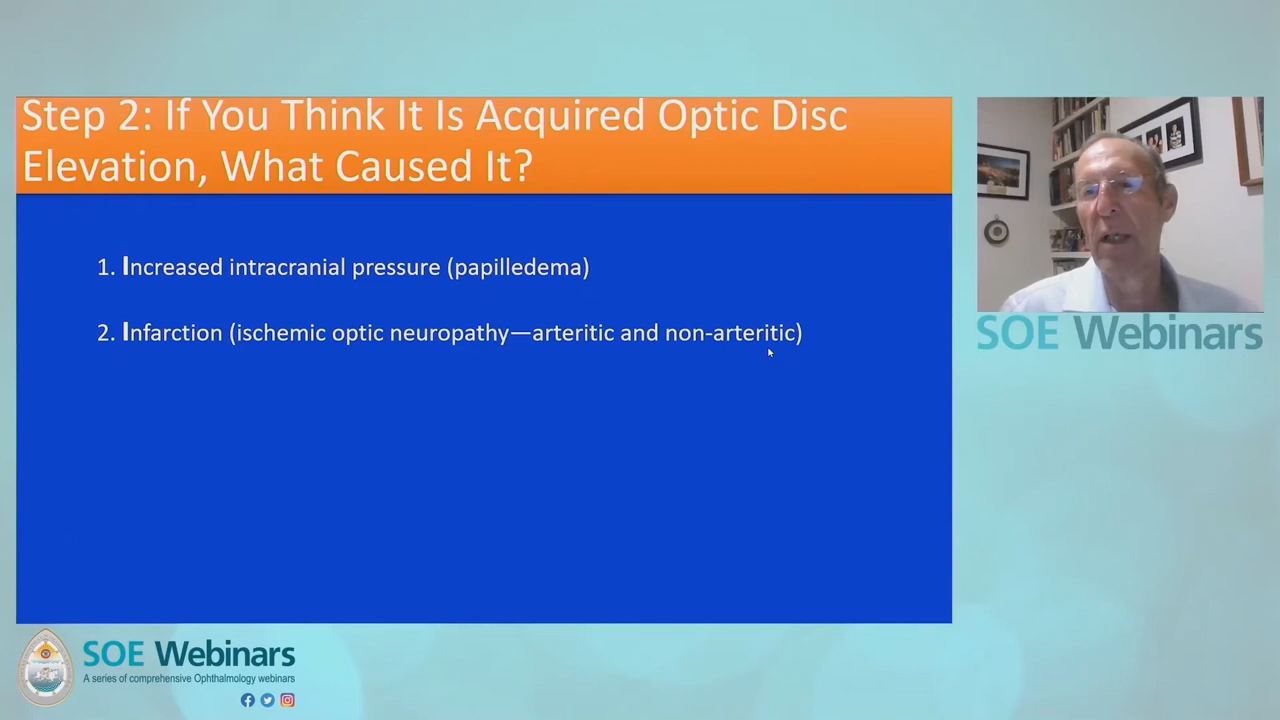 Step 2: If You Think It Is Acquired Optic Disc
Elevation, What Caused It?
1. Increased intracranial pressure (papilledema)
2. Infarction (ischemic optic neuropathy—arteritic and non-arteritic)
SOE Webinars
SOE Webinars
A series of comprehensive Ophthalmology webinars